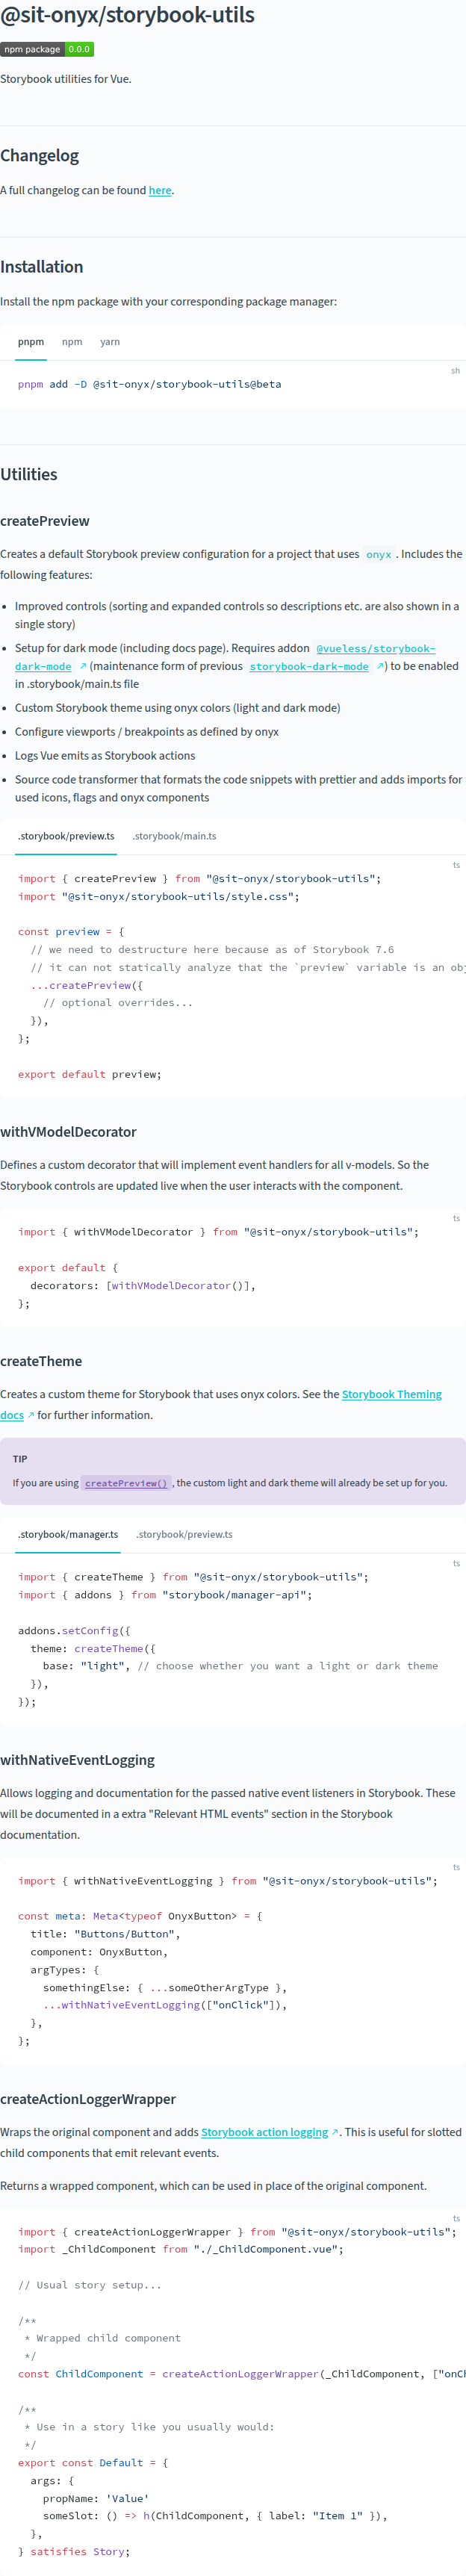 @sit-onyx/storybook-utils
npm package 0.0.0
Storybook utilities for Vue.
Changelog
A full changelog can be found here.
Installation
Install the npm package with your corresponding package manager:
pnpm npm yarn
sh
pnpm add -D @sit-onyx/storybook-utils@beta
Utilities
createPreview
Creates a default Storybook preview configuration for a project that uses onyx . Includes the
following features:
• Improved controls (sorting and expanded controls so descriptions etc. are also shown in a
single story)
• Setup for dark mode (including docs page). Requires addon @vueless/storybook-
dark-mode ↗ (maintenance form of previous storybook-dark-mode ↗) to be enabled
in .storybook/main.ts file
• Custom Storybook theme using onyx colors (light and dark mode)
• Configure viewports / breakpoints as defined by onyx
• Logs Vue emits as Storybook actions
• Source code transformer that formats the code snippets with prettier and adds imports for
used icons, flags and onyx components
.storybook/preview.ts .storybook/main.ts
ts
import { createPreview } from "@sit-onyx/storybook-utils";
import "@sit-onyx/storybook-utils/style.css";
const preview = {
// we need to destructure here because as of Storybook 7.6
// it can not statically analyze that the `preview` variable is an obj
...createPreview({
// optional overrides...
}),
};
export default preview;
withVModelDecorator
Defines a custom decorator that will implement event handlers for all v-models. So the
Storybook controls are updated live when the user interacts with the component.
ts
import { withVModelDecorator } from "@sit-onyx/storybook-utils";
export default {
decorators: [withVModelDecorator()],
};
createTheme
Creates a custom theme for Storybook that uses onyx colors. See the Storybook Theming
docs ↗ for further information.
TIP
If you are using createPreview() , the custom light and dark theme will already be set up for you.
.storybook/manager.ts .storybook/preview.ts
ts
import { createTheme } from "@sit-onyx/storybook-utils";
import { addons } from "storybook/manager-api";
addons.setConfig({
theme: createTheme({
base: "light", // choose whether you want a light or dark theme
}),
});
withNativeEventLogging
Allows logging and documentation for the passed native event listeners in Storybook. These
will be documented in a extra "Relevant HTML events" section in the Storybook
documentation.
ts
import { withNativeEventLogging } from "@sit-onyx/storybook-utils";
const meta: Meta<typeof OnyxButton> = {
title: "Buttons/Button",
component: OnyxButton,
argTypes: {
somethingElse: { ...someOtherArgType },
...withNativeEventLogging(["onClick"]),
},
};
createActionLoggerWrapper
Wraps the original component and adds Storybook action logging ↗. This is useful for slotted
child components that emit relevant events.
Returns a wrapped component, which can be used in place of the original component.
ts
import { createActionLoggerWrapper } from "@sit-onyx/storybook-utils";
import _ChildComponent from "./_ChildComponent.vue";
// Usual story setup...
/**
* Wrapped child component
*/
const ChildComponent = createActionLoggerWrapper(_ChildComponent, ["onCh
/**
* Use in a story like you usually would:
*/
export const Default = {
args: {
propName: 'Value'
someSlot: () => h(ChildComponent, { label: "Item 1" }),
},
} satisfies Story;